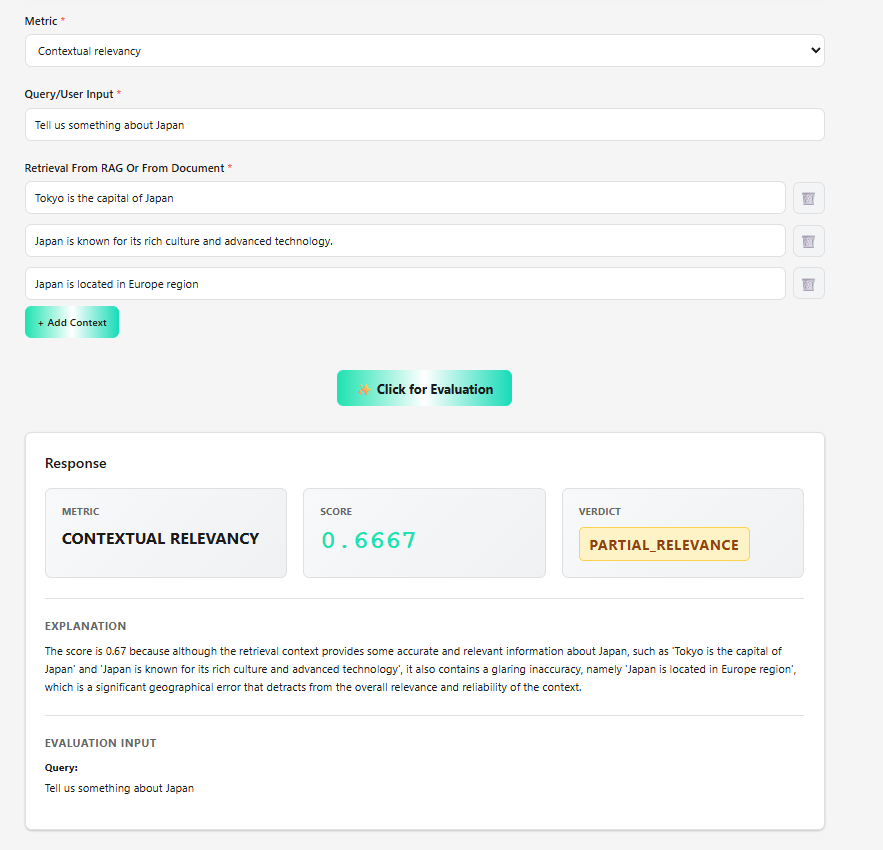 Metric *
Contextual relevancy
Query/User Input *
Tell us something about Japan
Retrieval From RAG Or From Document *
Tokyo is the capital of Japan
Japan is known for its rich culture and advanced technology.
Japan is located in Europe region
+ Add Context
✨ Click for Evaluation
Response
METRIC
CONTEXTUAL RELEVANCY
SCORE
0.6667
VERDICT
PARTIAL_RELEVANCE
EXPLANATION
The score is 0.67 because although the retrieval context provides some accurate and relevant information about Japan, such as 'Tokyo is the capital of
Japan' and 'Japan is known for its rich culture and advanced technology', it also contains a glaring inaccuracy, namely 'Japan is located in Europe region',
which is a significant geographical error that detracts from the overall relevance and reliability of the context.
EVALUATION INPUT
Query:
Tell us something about Japan